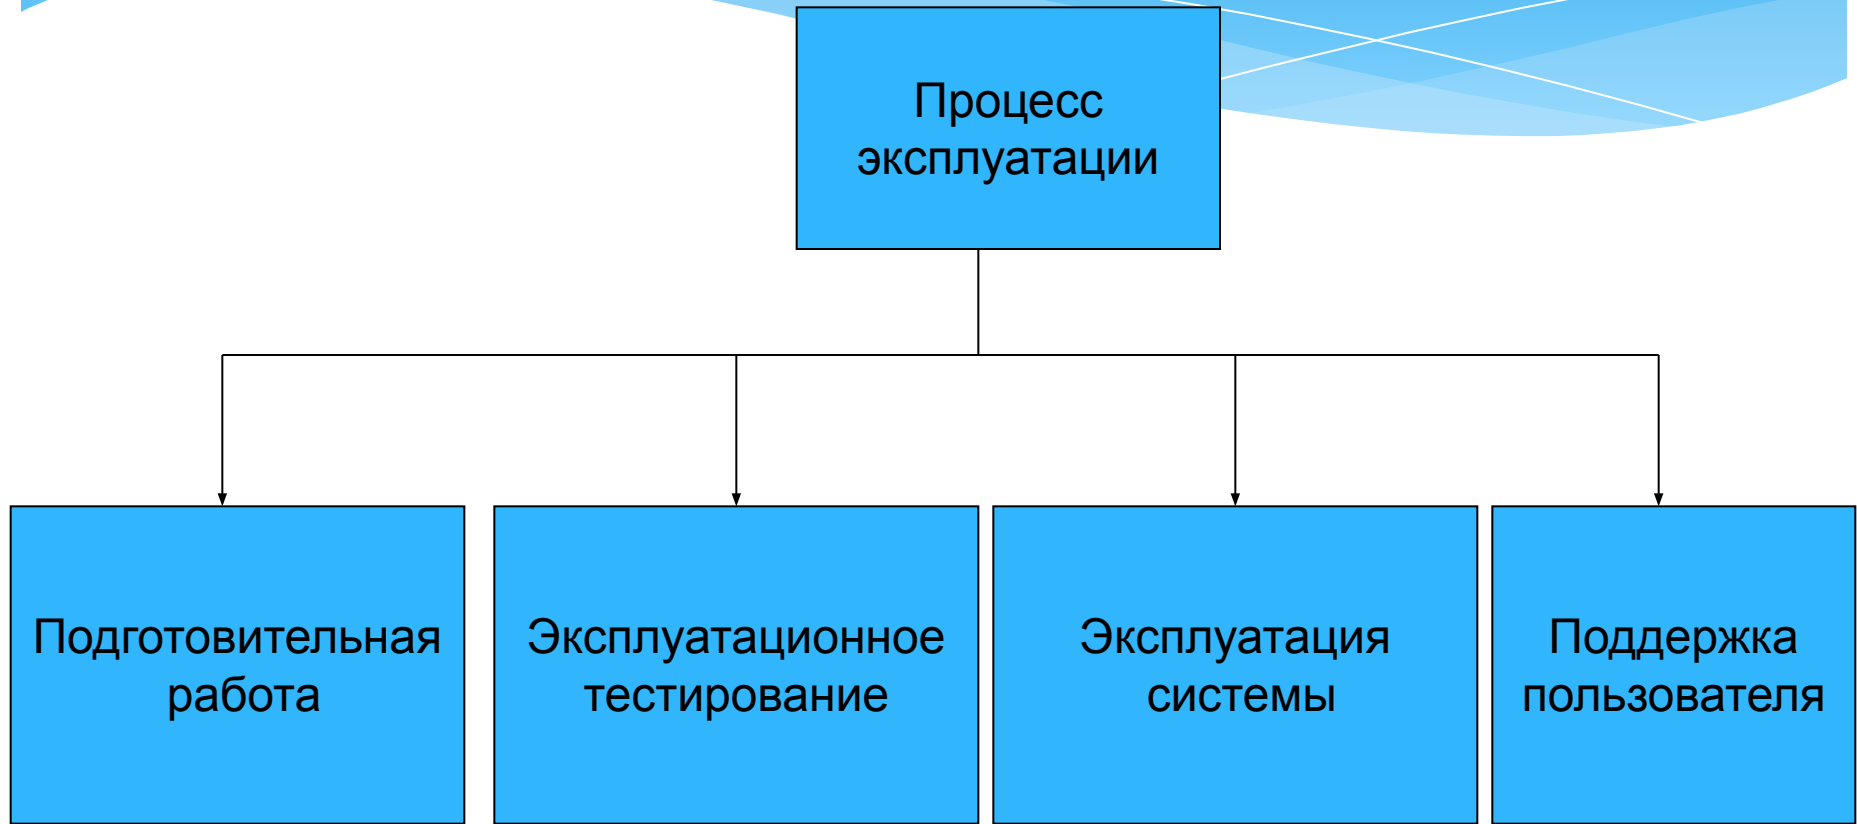 Процесс
эксплуатации
Подготовительная
работа
Эксплуатационное
тестирование
Эксплуатация
системы
Поддержка
пользователя